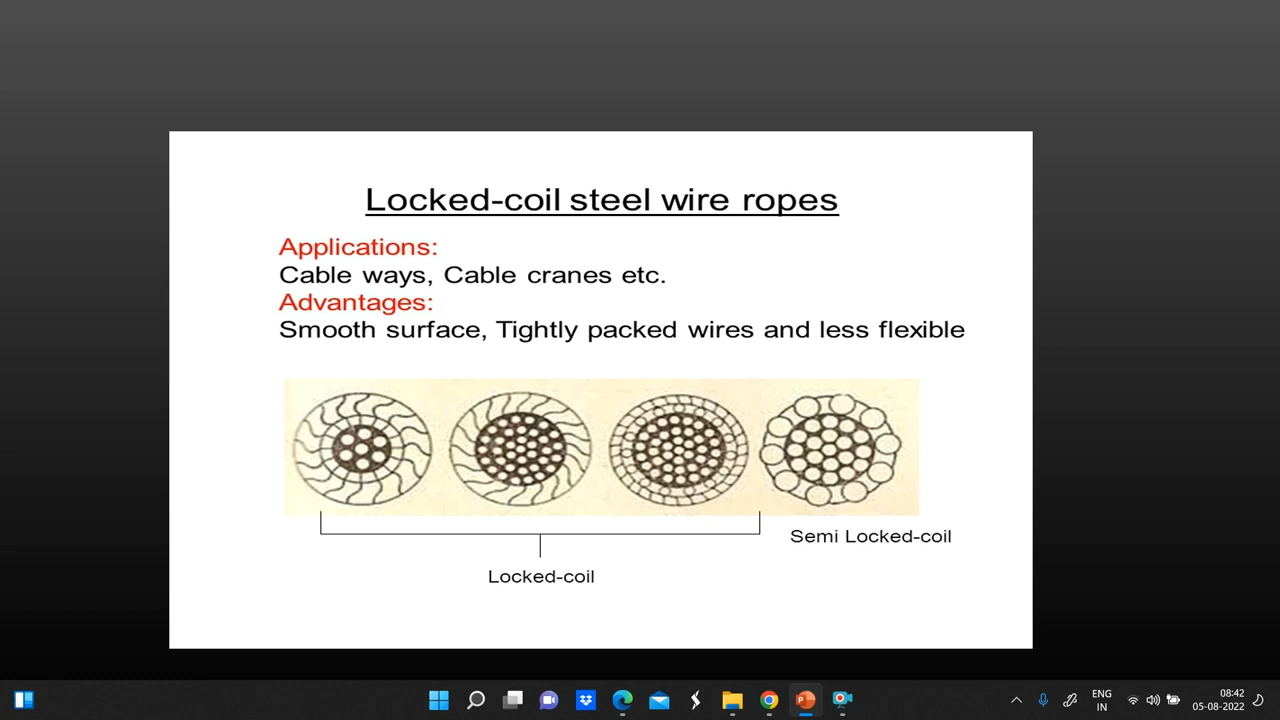 Locked-coil steel wire ropes
Applications:
Cable ways, Cable cranes etc.
Advantages:
Smooth surface, Tightly packed wires and less flexible
Semi Locked-coil
Locked-coil
ENG
IN
08:42
05-08-2022